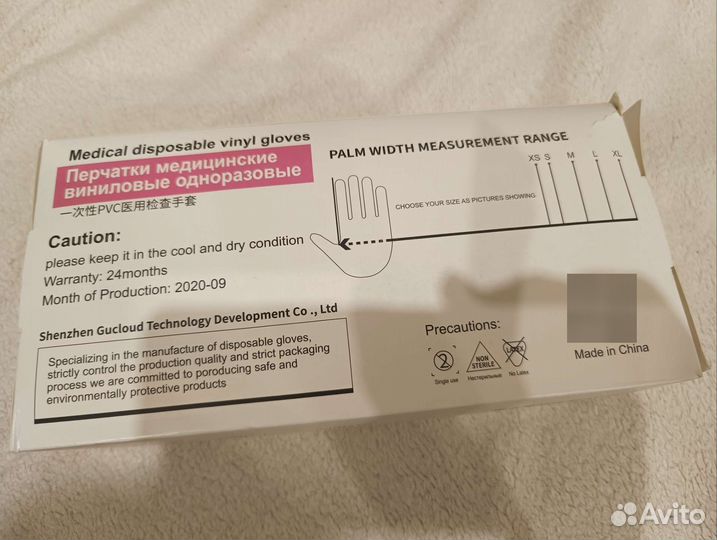 Medical disposable vinyl gloves
Перчатки медицинские
виниловые одноразовые
一次性PVC医用检查手套
Caution:
please keep it in the cool and dry condition
Warranty: 24months
Month of Production: 2020-09
Shenzhen Gucloud Technology Development Co ., Ltd
Specializing in the manufacture of disposable gloves,
strictly control the production quality and strict packaging
process we are committed to poroducing safe and
environmentally protective products
PALM WIDTH MEASUREMENT RANGE
XS S M L XL
CHOOSE YOUR SIZE AS PICTURES SHOWING
Precautions:
2
Single use
NON
STERILE
Нестерильные
LATEX
No Latex
Made in China
Avito